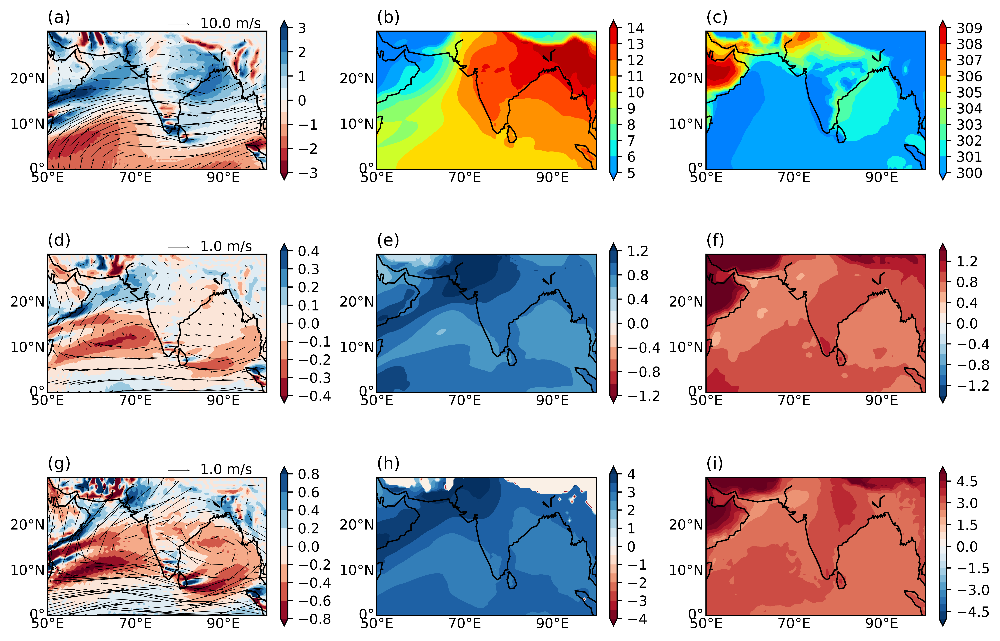 (a)
10.0 m/s
3
2
1
0
−1
−2
−3
20°N
10°N
0°
50°E 70°E 90°E
(b)
14
13
12
11
10
9
8
7
6
5
20°N
10°N
0°
50°E 70°E 90°E
(c)
309
308
307
306
305
304
303
302
301
300
20°N
10°N
0°
50°E 70°E 90°E
(d)
1.0 m/s
0.4
0.3
0.2
0.1
0.0
−0.1
−0.2
−0.3
−0.4
20°N
10°N
0°
50°E 70°E 90°E
(e)
1.2
0.8
0.4
0.0
−0.4
−0.8
−1.2
20°N
10°N
0°
50°E 70°E 90°E
(f)
1.2
0.8
0.4
0.0
−0.4
−0.8
−1.2
20°N
10°N
0°
50°E 70°E 90°E
(g)
1.0 m/s
0.8
0.6
0.4
0.2
0.0
−0.2
−0.4
−0.6
−0.8
20°N
10°N
0°
50°E 70°E 90°E
(h)
4
3
2
1
0
−1
−2
−3
−4
20°N
10°N
0°
50°E 70°E 90°E
(i)
4.5
3.0
1.5
0.0
−1.5
−3.0
−4.5
20°N
10°N
0°
50°E 70°E 90°E